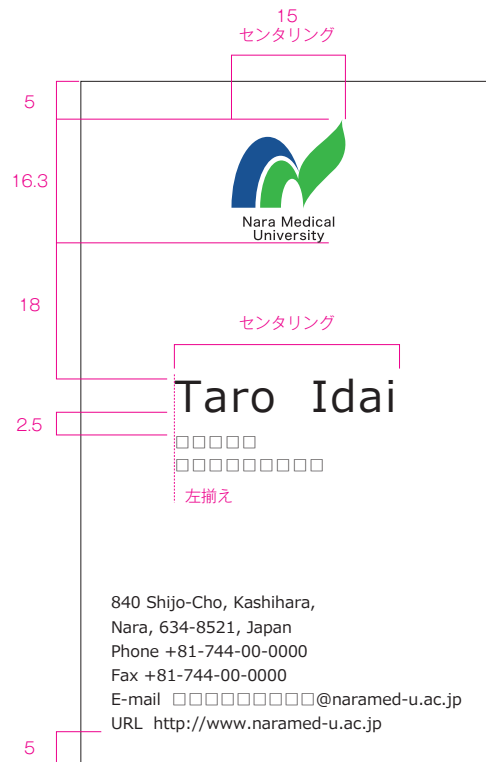 15
センタリング
5
16.3
Nara Medical
University
18
センタリング
Taro Idai
2.5
□□□□□
□□□□□□□□□
左揃え
840 Shijo-Cho, Kashihara,
Nara, 634-8521, Japan
Phone +81-744-00-0000
Fax +81-744-00-0000
E-mail □□□□□□□□□@naramed-u.ac.jp
URL http://www.naramed-u.ac.jp
5